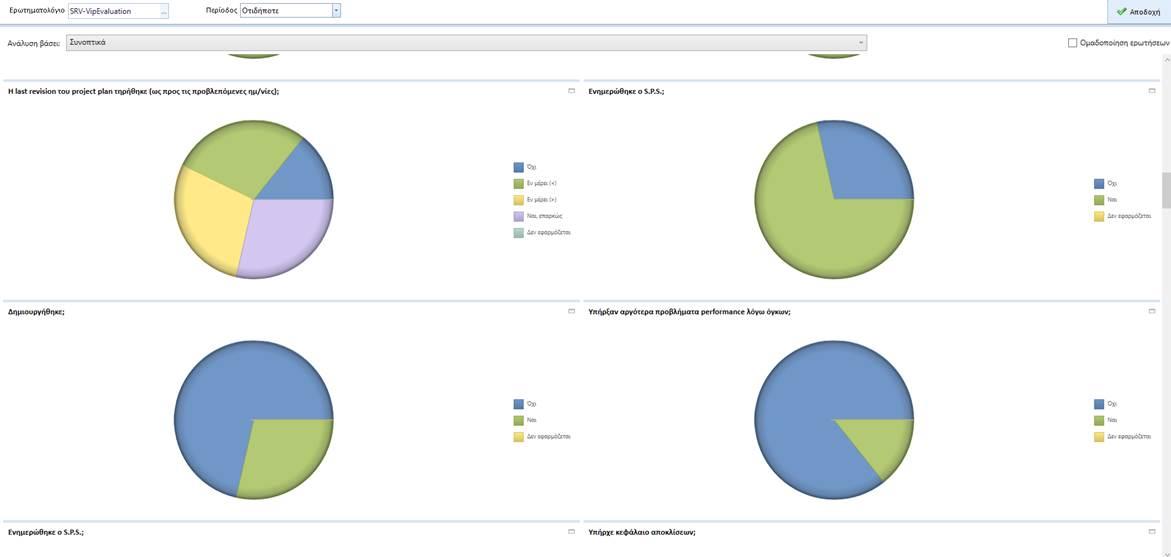 Ερωτηματολόγιο SRV-VipEvaluation ... Περίοδος Οτιδήποτε Αποδοχή
Ανάλυση βάσει: Συνοπτικά Ομαδοποίηση ερωτήσεων
Η last revision του project plan τηρήθηκε (ως προς τις προβλεπόμενες ημ/νίες);
Όχι
Εν μέρει (<)
Εν μέρει (>)
Ναι, επαρκώς
Δεν εφαρμόζεται
Ενημερώθηκε ο S.P.S.;
Όχι
Ναι
Δεν εφαρμόζεται
Δημιουργήθηκε;
Όχι
Ναι
Δεν εφαρμόζεται
Υπήρξαν αργότερα προβλήματα performance λόγω όγκων;
Όχι
Ναι
Δεν εφαρμόζεται
Ενημερώθηκε ο S.P.S.;
Υπήρχε κεφάλαιο αποκλίσεων;